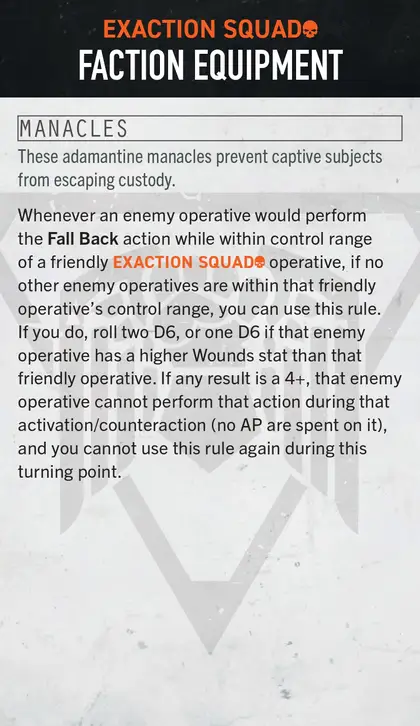 EXACTION SQUAD
FACTION EQUIPMENT
MANACLES
These adamantine manacles prevent captive subjects
from escaping custody.
Whenever an enemy operative would perform
the Fall Back action while within control range
of a friendly EXACTION SQUAD operative, if no
other enemy operatives are within that friendly
operative's control range, you can use this rule.
If you do, roll two D6, or one D6 if that enemy
operative has a higher Wounds stat than that
friendly operative. If any result is a 4+, that enemy
operative cannot perform that action during that
activation/counteraction (no AP are spent on it),
and you cannot use this rule again during this
turning point.